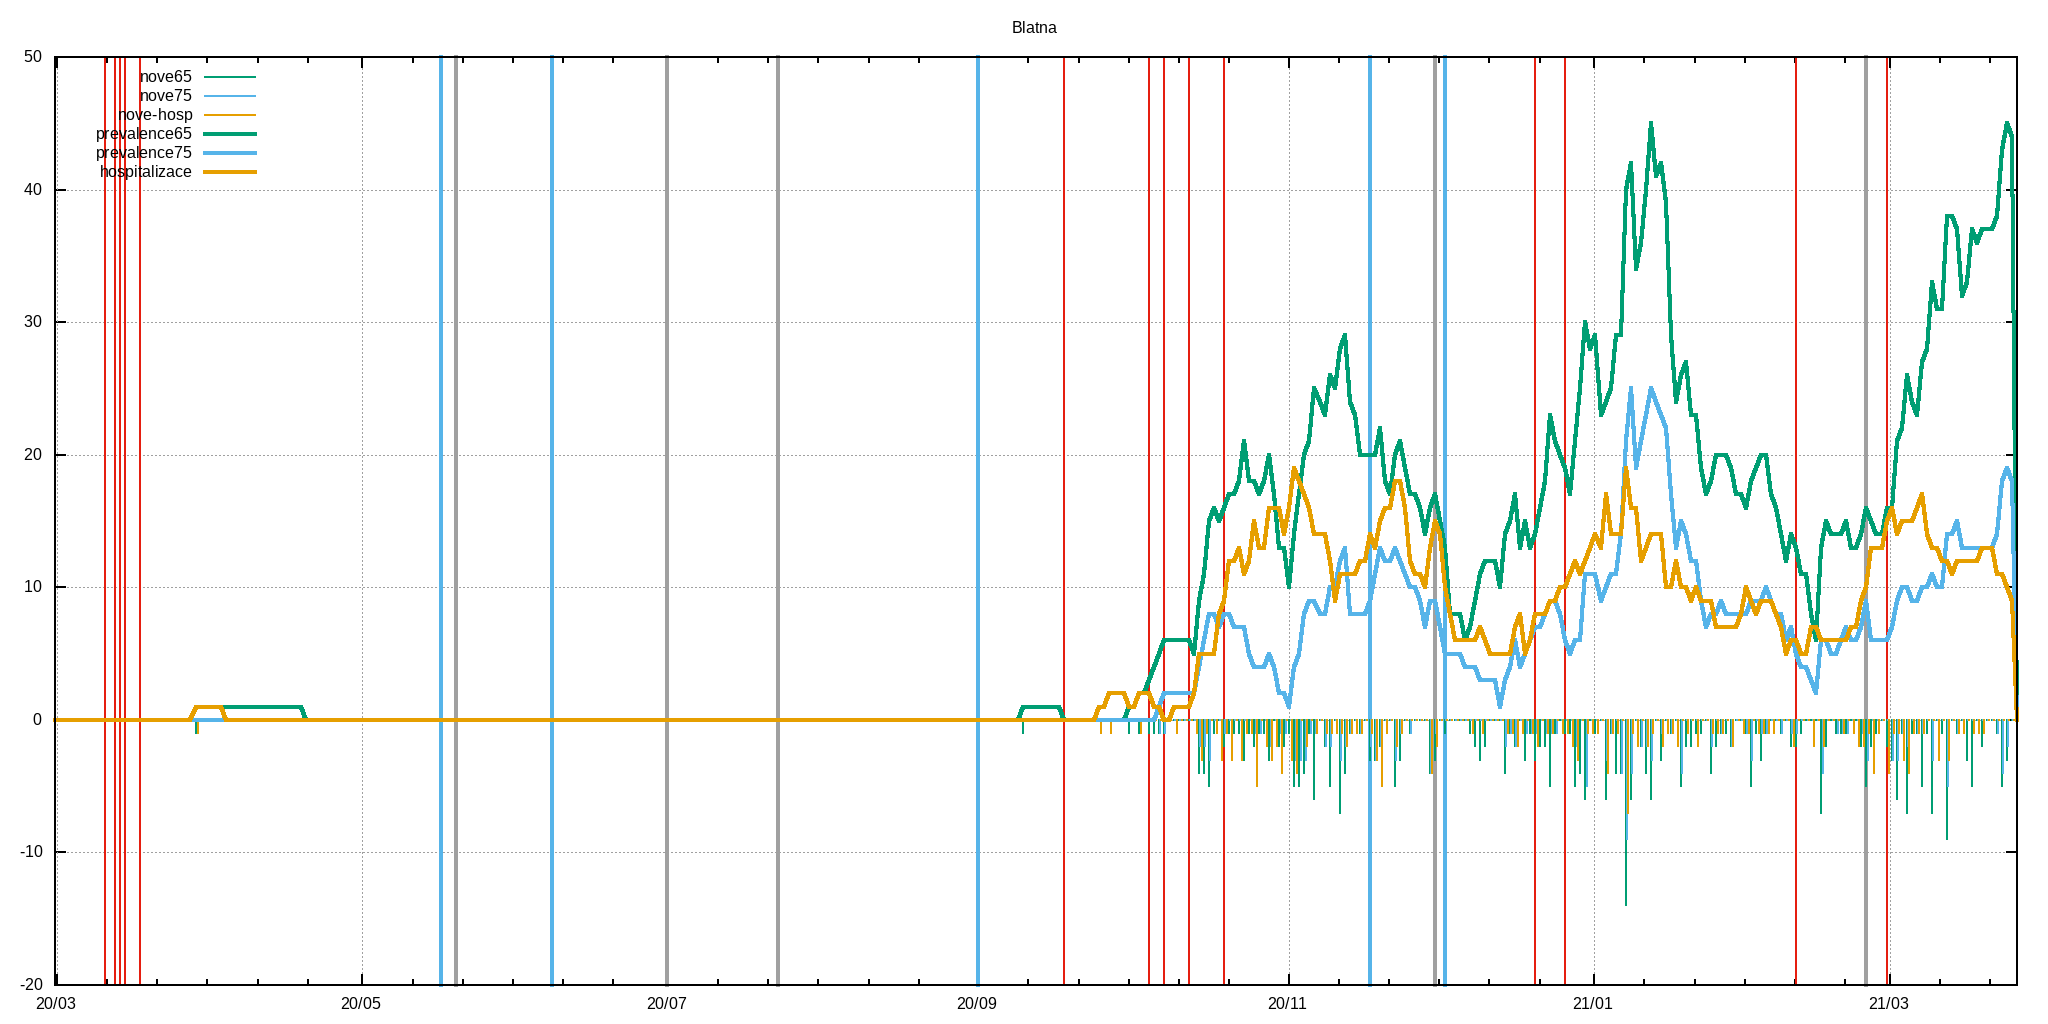 Blatna
50
nove65
nove75
nove-hosp
prevalence65
prevalence75
hospitalizace
40
30
20
10
0
-10
-20
20/03 20/05 20/07 20/09 20/11 21/01 21/03